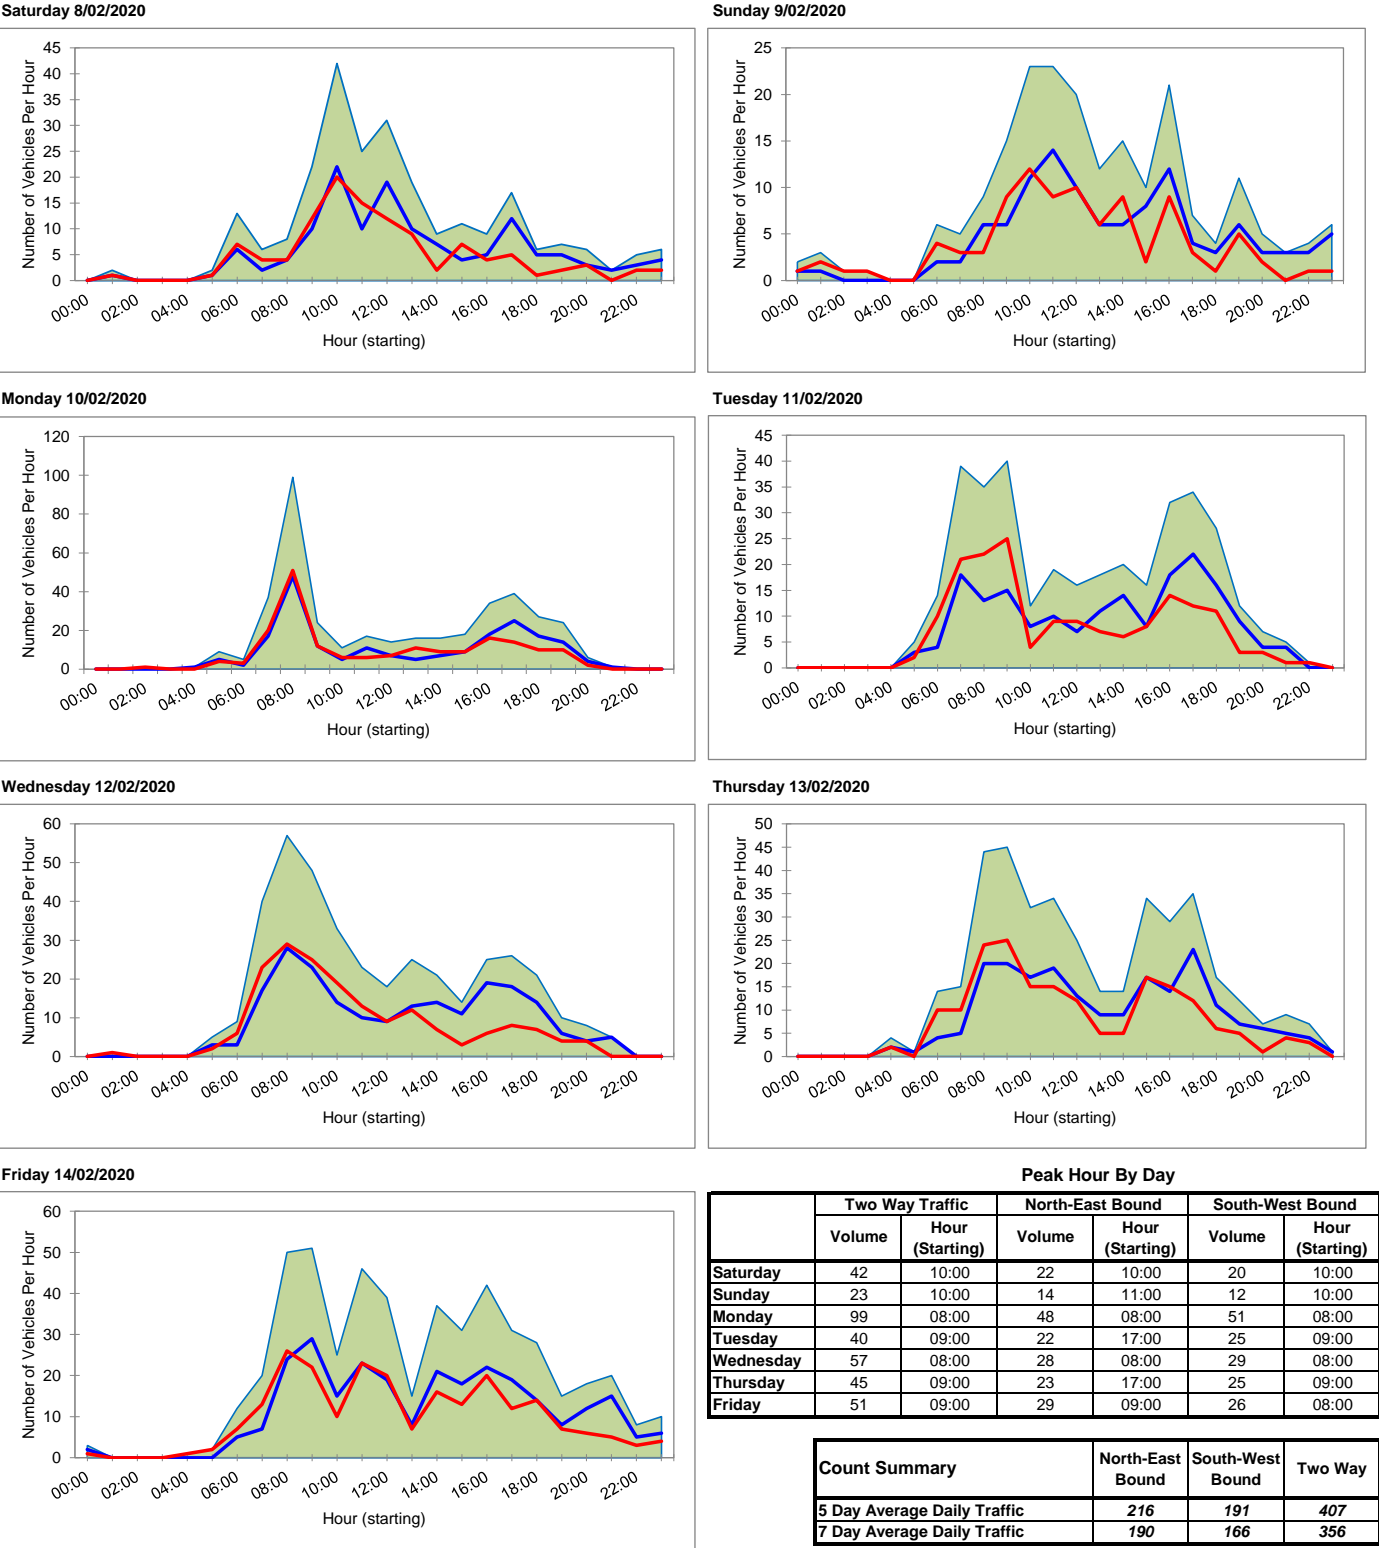 Saturday 8/02/2020
Number of Vehicles Per Hour
45
40
35
30
25
20
15
10
5
0
00:00 02:00 04:00 06:00 08:00 10:00 12:00 14:00 16:00 18:00 20:00 22:00
Hour (starting)
Sunday 9/02/2020
Number of Vehicles Per Hour
25
20
15
10
5
0
00:00 02:00 04:00 06:00 08:00 10:00 12:00 14:00 16:00 18:00 20:00 22:00
Hour (starting)
Monday 10/02/2020
Number of Vehicles Per Hour
120
100
80
60
40
20
0
00:00 02:00 04:00 06:00 08:00 10:00 12:00 14:00 16:00 18:00 20:00 22:00
Hour (starting)
Tuesday 11/02/2020
Number of Vehicles Per Hour
45
40
35
30
25
20
15
10
5
0
00:00 02:00 04:00 06:00 08:00 10:00 12:00 14:00 16:00 18:00 20:00 22:00
Hour (starting)
Wednesday 12/02/2020
Number of Vehicles Per Hour
60
50
40
30
20
10
0
00:00 02:00 04:00 06:00 08:00 10:00 12:00 14:00 16:00 18:00 20:00 22:00
Hour (starting)
Thursday 13/02/2020
Number of Vehicles Per Hour
50
45
40
35
30
25
20
15
10
5
0
00:00 02:00 04:00 06:00 08:00 10:00 12:00 14:00 16:00 18:00 20:00 22:00
Hour (starting)
Friday 14/02/2020
Number of Vehicles Per Hour
60
50
40
30
20
10
0
00:00 02:00 04:00 06:00 08:00 10:00 12:00 14:00 16:00 18:00 20:00 22:00
Hour (starting)
Peak Hour By Day
Two Way Traffic North-East Bound South-West Bound
Volume Hour (Starting) Volume Hour (Starting) Volume Hour (Starting)
Saturday 42 10:00 22 10:00 20 10:00
Sunday 23 10:00 14 11:00 12 10:00
Monday 99 08:00 48 08:00 51 08:00
Tuesday 40 09:00 22 17:00 25 09:00
Wednesday 57 08:00 28 08:00 29 08:00
Thursday 45 09:00 23 17:00 25 09:00
Friday 51 09:00 29 09:00 26 08:00
Count Summary North-East Bound South-West Bound Two Way
5 Day Average Daily Traffic 216 191 407
7 Day Average Daily Traffic 190 166 356